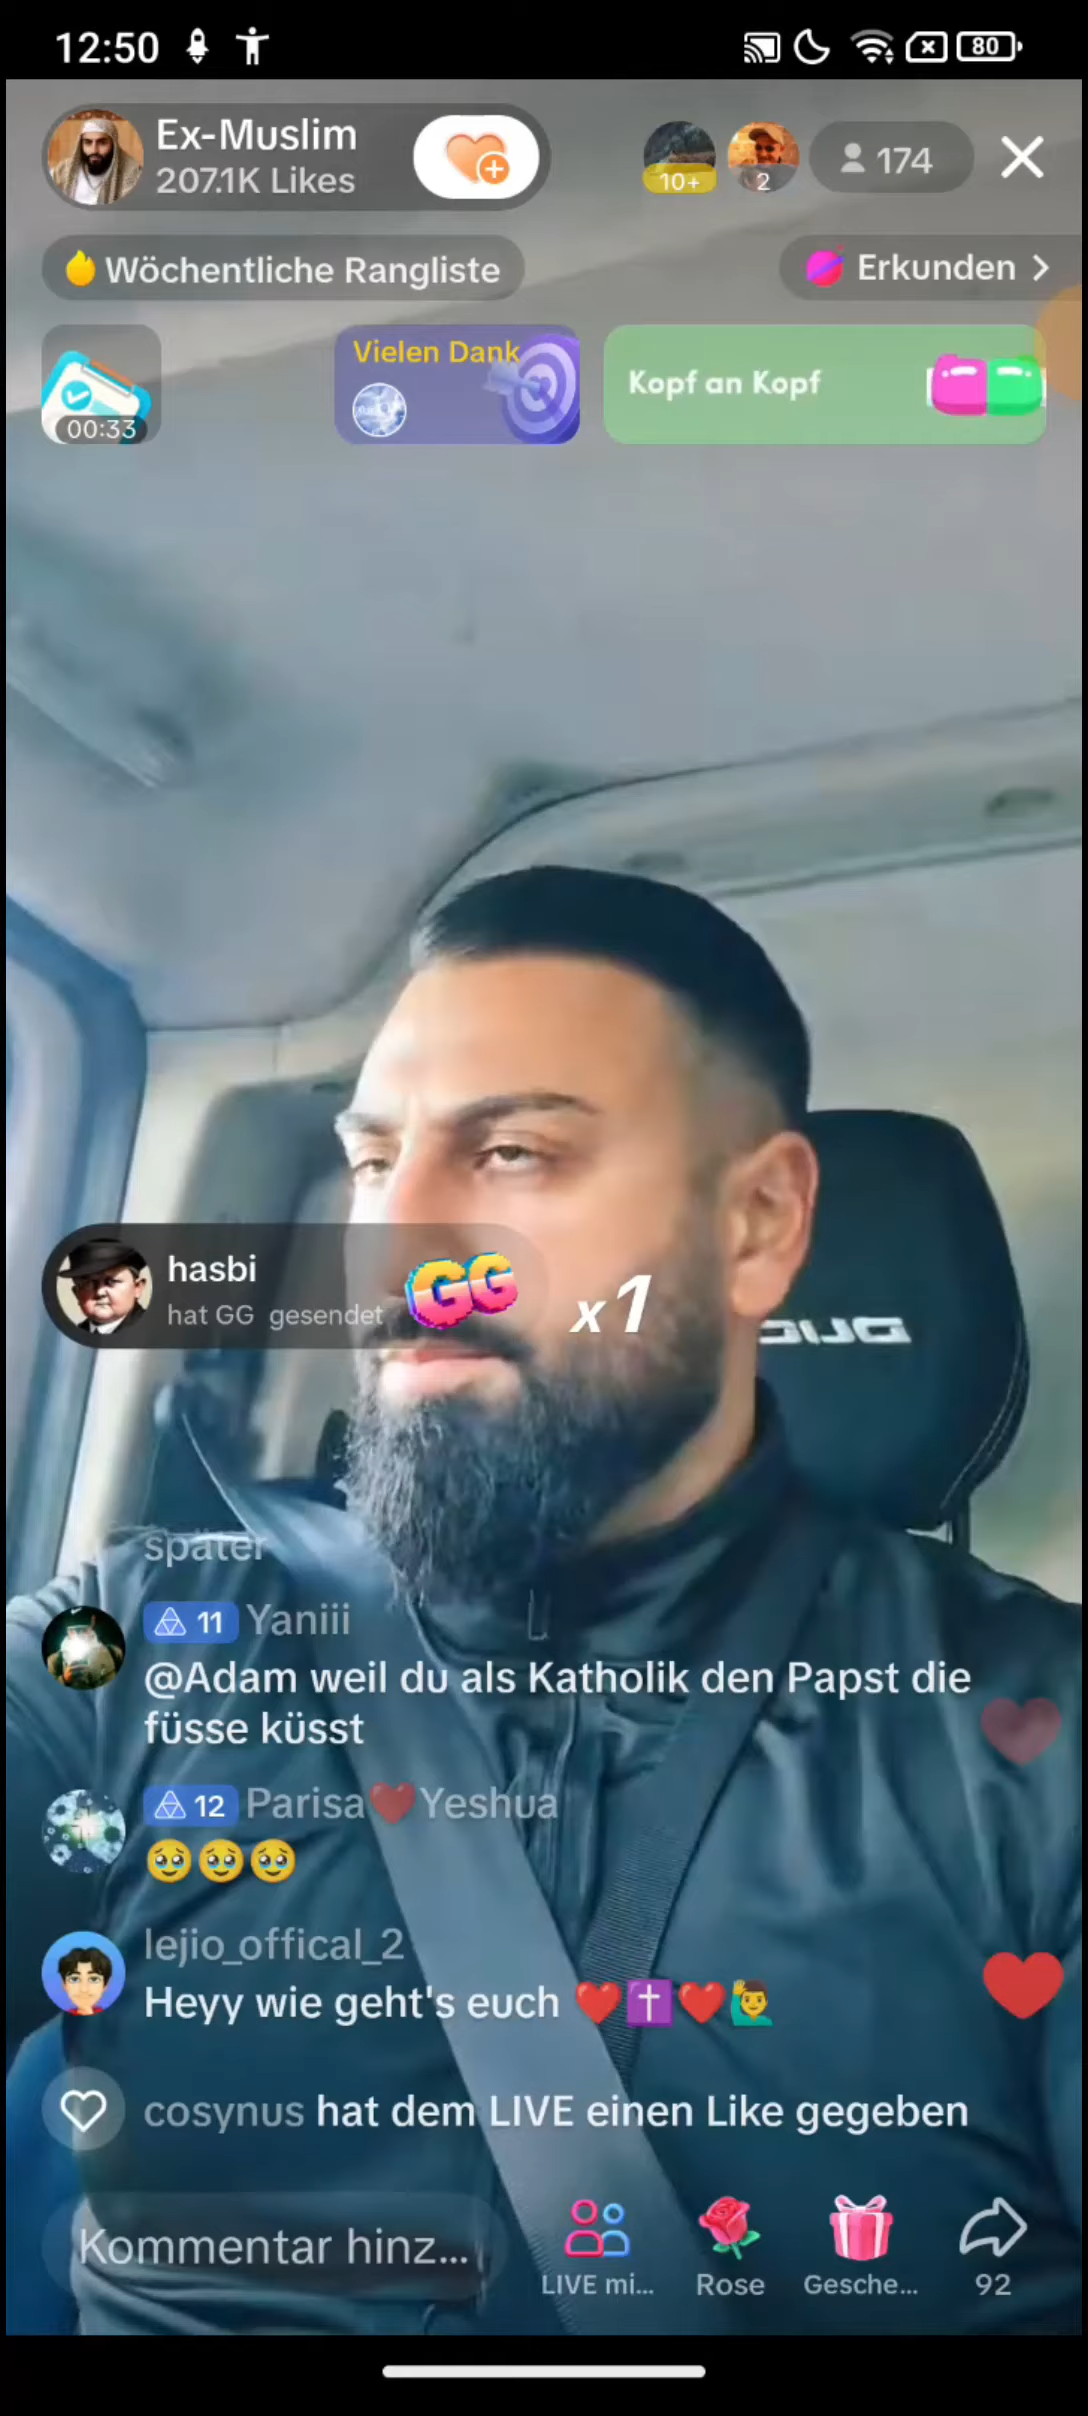 12:50
80
Ex-Muslim
207.1K Likes
10+
2
174
Wöchentliche Rangliste
Erkunden >
Vielen Dank
Kopf an Kopf
00:33
hasbi
hat GG gesendet
GG
x1
später
11 Yaniii
@Adam weil du als Katholik den Papst die
füsse küsst
12 Parisa❤️Yeshua
🥹🥹🥹
lejio_offical_2
Heyy wie geht's euch ❤️✝️❤️🙋‍♂️
cosynus hat dem LIVE einen Like gegeben
Kommentar hinz...
LIVE mi...
Rose
Gesche...
92